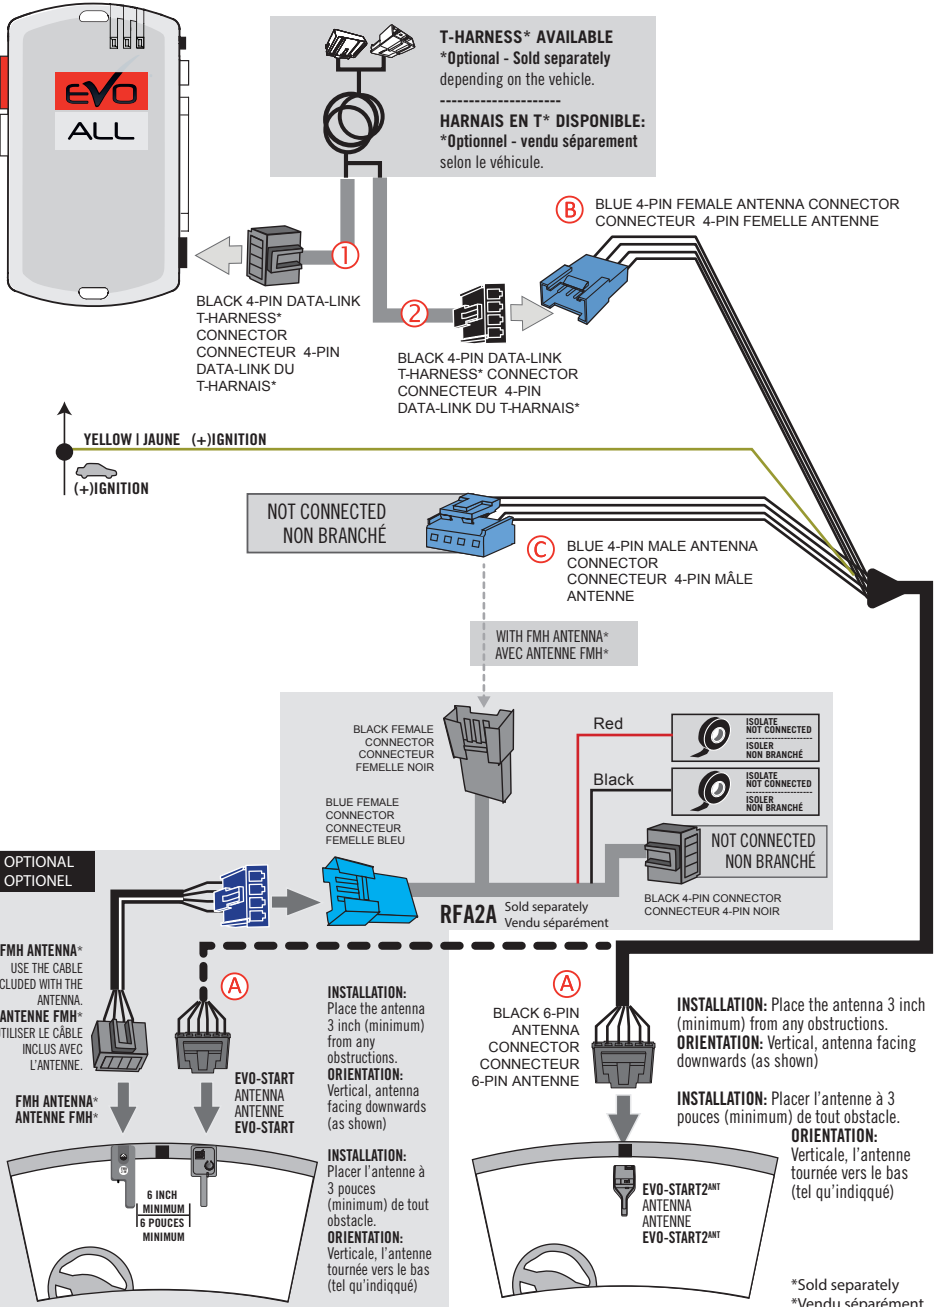 EVO
ALL
T-HARNESS* AVAILABLE
*Optional - Sold separately
depending on the vehicle.
---------------------
HARNAIS EN T* DISPONIBLE:
*Optionnel - vendu séparement
selon le véhicule.
B
BLUE 4-PIN FEMALE ANTENNA CONNECTOR
CONNECTEUR 4-PIN FEMELLE ANTENNE
1
BLACK 4-PIN DATA-LINK
T-HARNESS*
CONNECTOR
CONNECTEUR 4-PIN
DATA-LINK DU
T-HARNAIS*
2
BLACK 4-PIN DATA-LINK
T-HARNESS* CONNECTOR
CONNECTEUR 4-PIN
DATA-LINK DU T-HARNAIS*
YELLOW | JAUNE (+)IGNITION
(+)IGNITION
NOT CONNECTED
NON BRANCHÉ
C
BLUE 4-PIN MALE ANTENNA
CONNECTOR
CONNECTEUR 4-PIN MÂLE
ANTENNE
WITH FMH ANTENNA*
AVEC ANTENNE FMH*
BLACK FEMALE
CONNECTOR
CONNECTEUR
FEMELLE NOIR
Red
ISOLATE
NOT CONNECTED
ISOLER
NON BRANCHÉ
Black
ISOLATE
NOT CONNECTED
ISOLER
NON BRANCHÉ
BLUE FEMALE
CONNECTOR
CONNECTEUR
FEMELLE BLEU
NOT CONNECTED
NON BRANCHÉ
BLACK 4-PIN CONNECTOR
CONNECTEUR 4-PIN NOIR
RFA2A
Sold separately
Vendu séparément
OPTIONAL
OPTIONEL
FMH ANTENNA*
USE THE CABLE
CLUDED WITH THE
ANTENNA.
ANTENNE FMH*
TILISER LE CÂBLE
INCLUS AVEC
L'ANTENNE.
FMH ANTENNA*
ANTENNE FMH*
A
EVO-START
ANTENNA
ANTENNE
EVO-START
INSTALLATION:
Place the antenna
3 inch (minimum)
from any
obstructions.
ORIENTATION:
Vertical, antenna
facing downwards
(as shown)
INSTALLATION:
Placer l'antenne à
3 pouces
(minimum) de tout
obstacle.
ORIENTATION:
Verticale, l'antenne
tournée vers le bas
(tel qu'indiqqué)
6 INCH
MINIMUM
6 POUCES
MINIMUM
A
BLACK 6-PIN
ANTENNA
CONNECTOR
CONNECTEUR
6-PIN ANTENNE
INSTALLATION: Place the antenna 3 inch
(minimum) from any obstructions.
ORIENTATION: Vertical, antenna facing
downwards (as shown)
INSTALLATION: Placer l'antenne à 3
pouces (minimum) de tout obstacle.
ORIENTATION:
Verticale, l'antenne
tournée vers le bas
(tel qu'indiqqué)
EVO-START2ANT
ANTENNA
ANTENNE
EVO-START2ANT
*Sold separately
*Vendu séparément